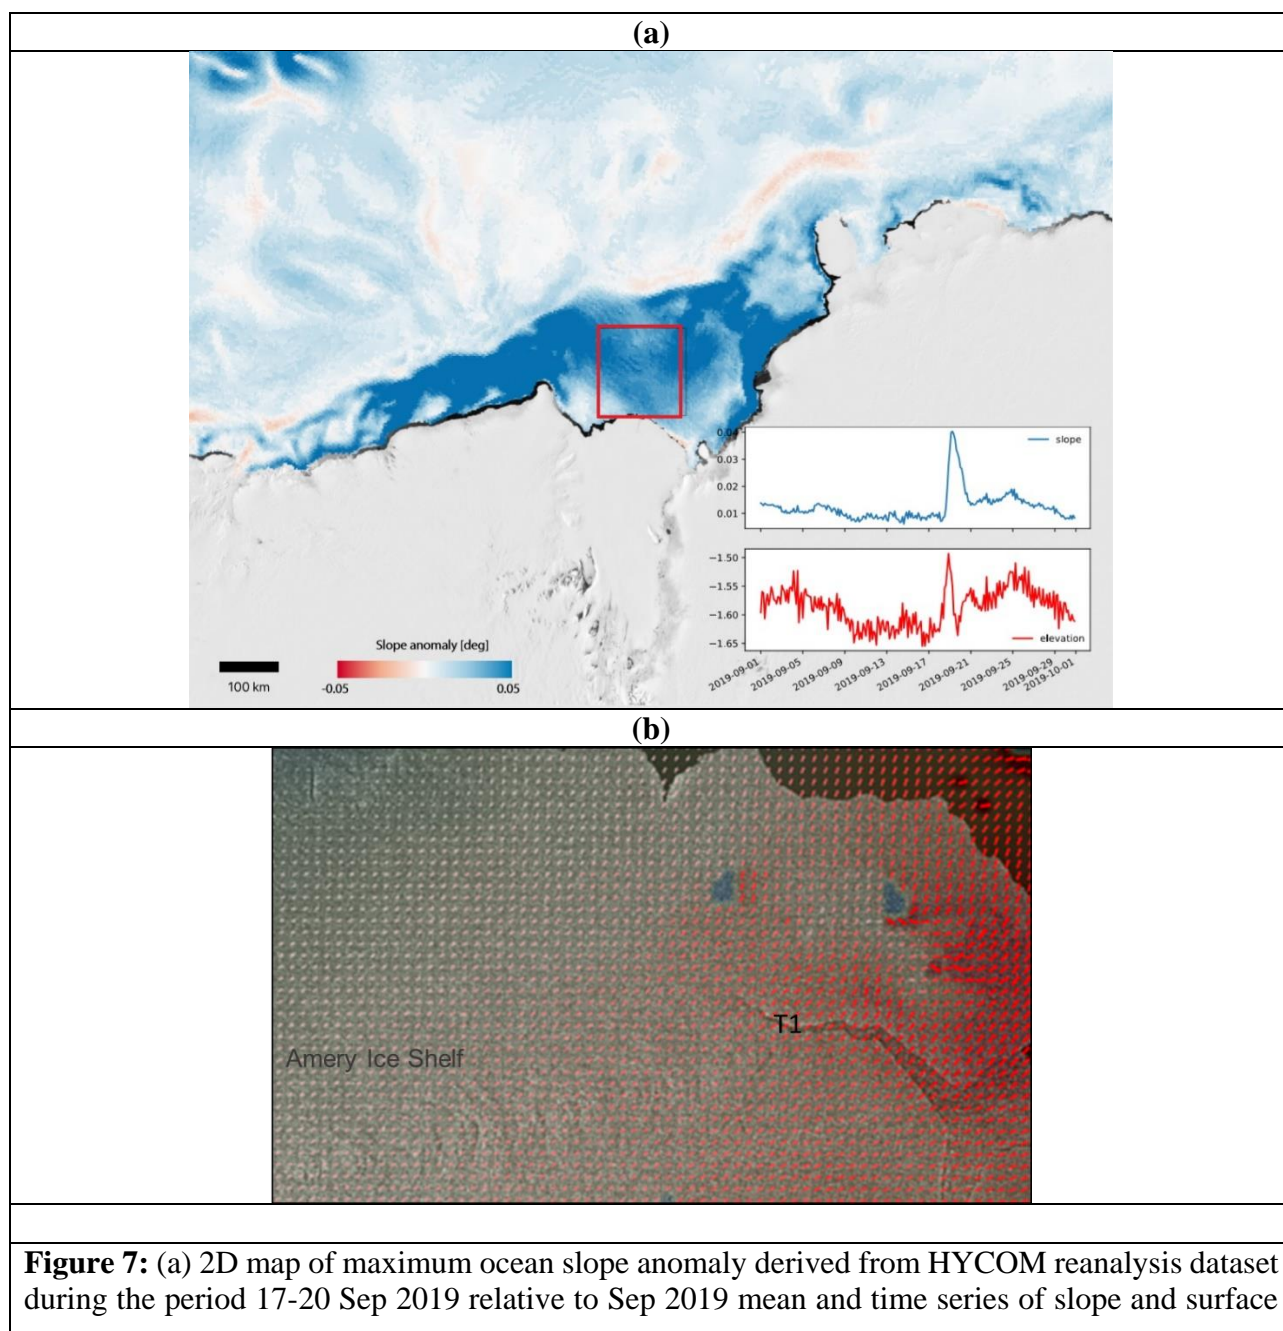 (a)
0.04
0.03
0.02
0.01
slope
−1.50
−1.55
−1.60
−1.65
elevation
2019-09-01
2019-09-05
2019-09-09
2019-09-13
2019-09-17
2019-09-21
2019-09-25
2019-09-29
2019-10-01
Slope anomaly [deg]
100 km
-0.05
0.05
(b)
T1
Amery Ice Shelf
Figure 7: (a) 2D map of maximum ocean slope anomaly derived from HYCOM reanalysis dataset
during the period 17-20 Sep 2019 relative to Sep 2019 mean and time series of slope and surface